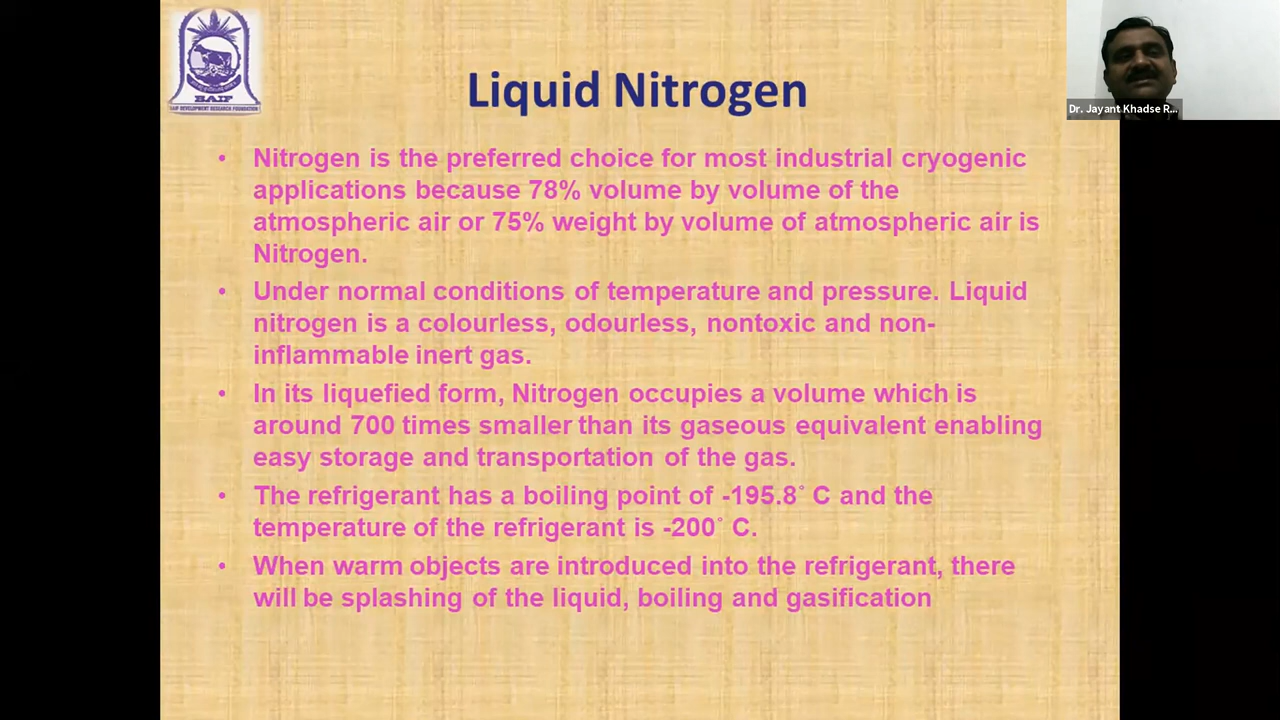 BAIF
BAIF DEVELOPMENT RESEARCH FOUNDATION
Liquid Nitrogen
Dr. Jayant Khadse R...
• Nitrogen is the preferred choice for most industrial cryogenic
applications because 78% volume by volume of the
atmospheric air or 75% weight by volume of atmospheric air is
Nitrogen.
• Under normal conditions of temperature and pressure. Liquid
nitrogen is a colourless, odourless, nontoxic and non-
inflammable inert gas.
• In its liquefied form, Nitrogen occupies a volume which is
around 700 times smaller than its gaseous equivalent enabling
easy storage and transportation of the gas.
• The refrigerant has a boiling point of -195.8° C and the
temperature of the refrigerant is -200° C.
• When warm objects are introduced into the refrigerant, there
will be splashing of the liquid, boiling and gasification